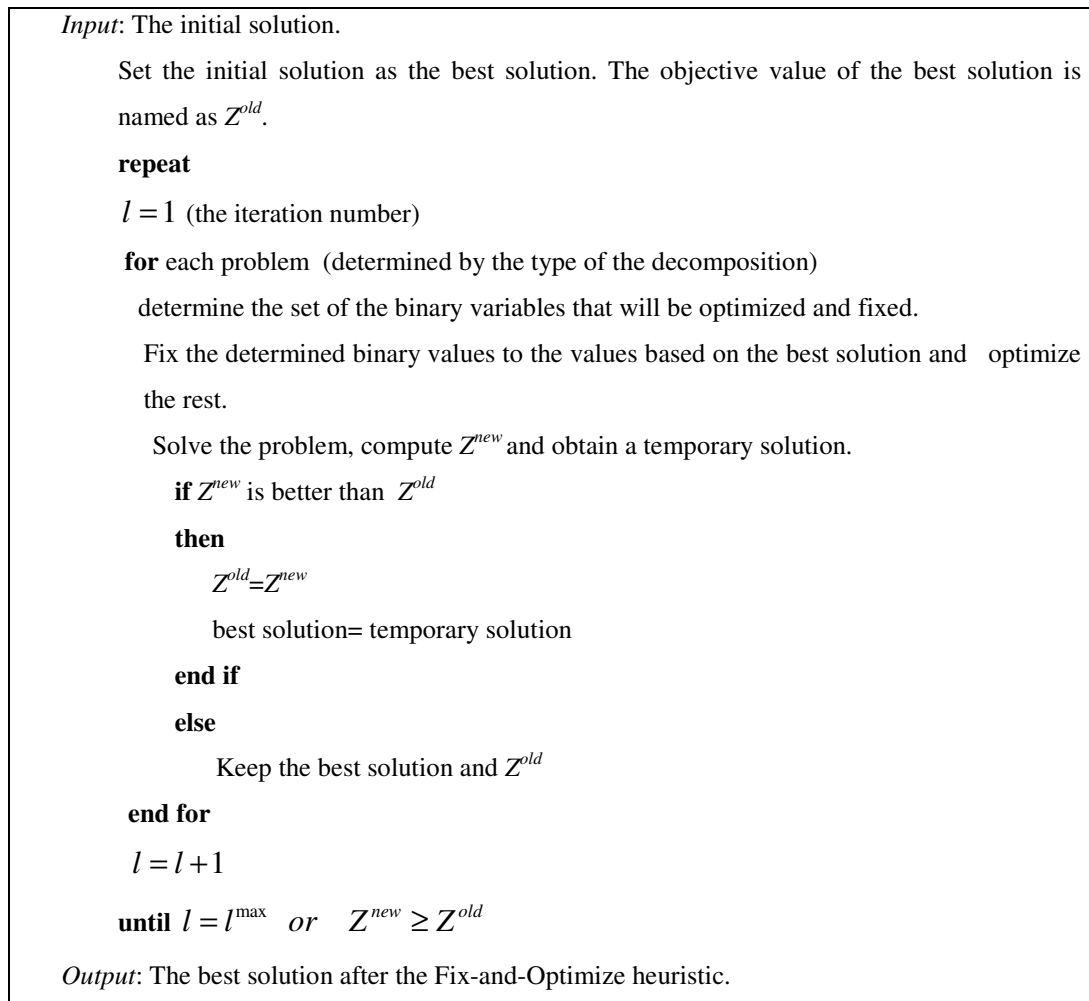 Input: The initial solution.
Set the initial solution as the best solution. The objective value of the best solution is
named as Z^old.
repeat
l = 1 (the iteration number)
for each problem (determined by the type of the decomposition)
determine the set of the binary variables that will be optimized and fixed.
Fix the determined binary values to the values based on the best solution and optimize
the rest.
Solve the problem, compute Z^new and obtain a temporary solution.
if Z^new is better than Z^old
then
Z^old=Z^new
best solution= temporary solution
end if
else
Keep the best solution and Z^old
end for
l = l +1
until l = l^max or Z^new ≥ Z^old
Output: The best solution after the Fix-and-Optimize heuristic.